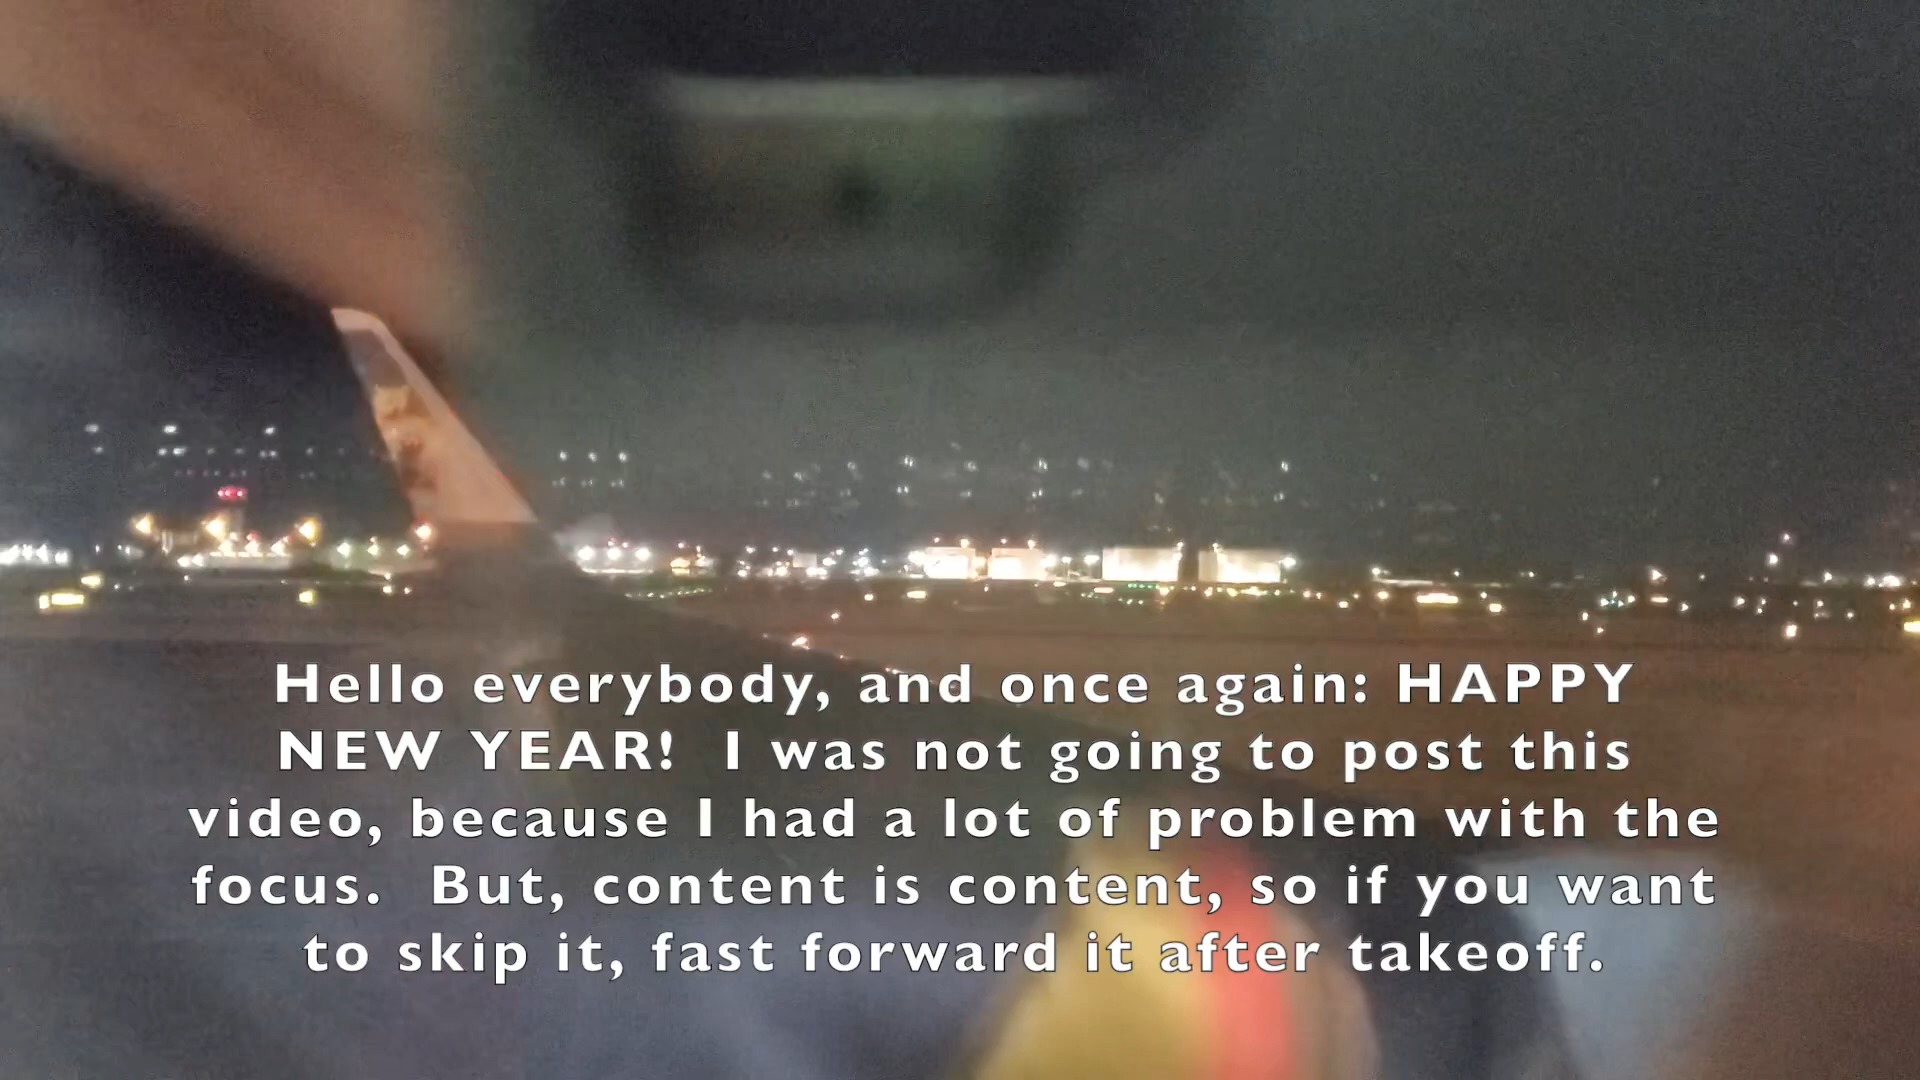 Hello everybody, and once again: HAPPY
NEW YEAR!  I was not going to post this
video, because I had a lot of problem with the
focus.  But, content is content, so if you want
to skip it, fast forward it after takeoff.